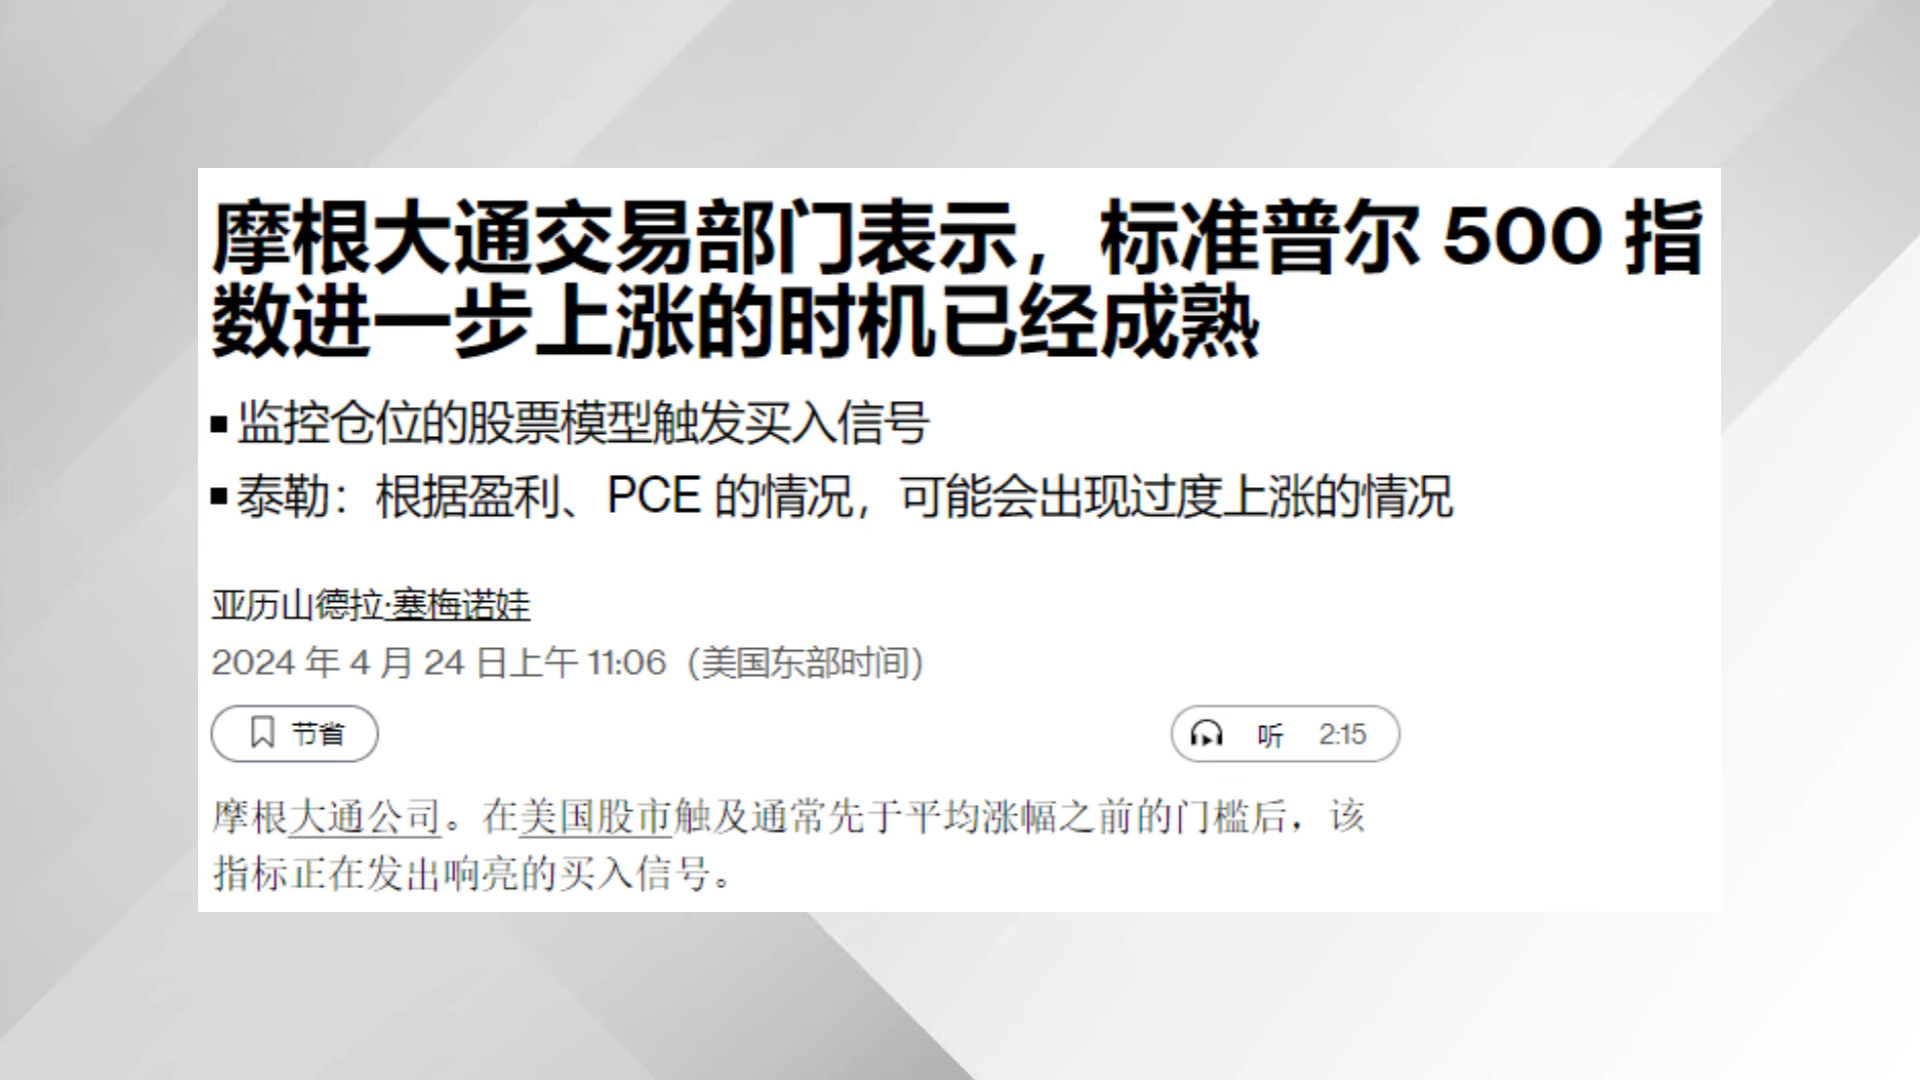 摩根大通交易部门表示，标准普尔 500 指
数进一步上涨的时机已经成熟
▪ 监控仓位的股票模型触发买入信号
▪ 泰勒：根据盈利、PCE 的情况，可能会出现过度上涨的情况
亚历山德拉·塞梅诺娃
2024 年 4 月 24 日上午 11:06（美国东部时间）
节省
听 2:15
摩根大通公司。在美国股市触及通常先于平均涨幅之前的门槛后，该
指标正在发出响亮的买入信号。